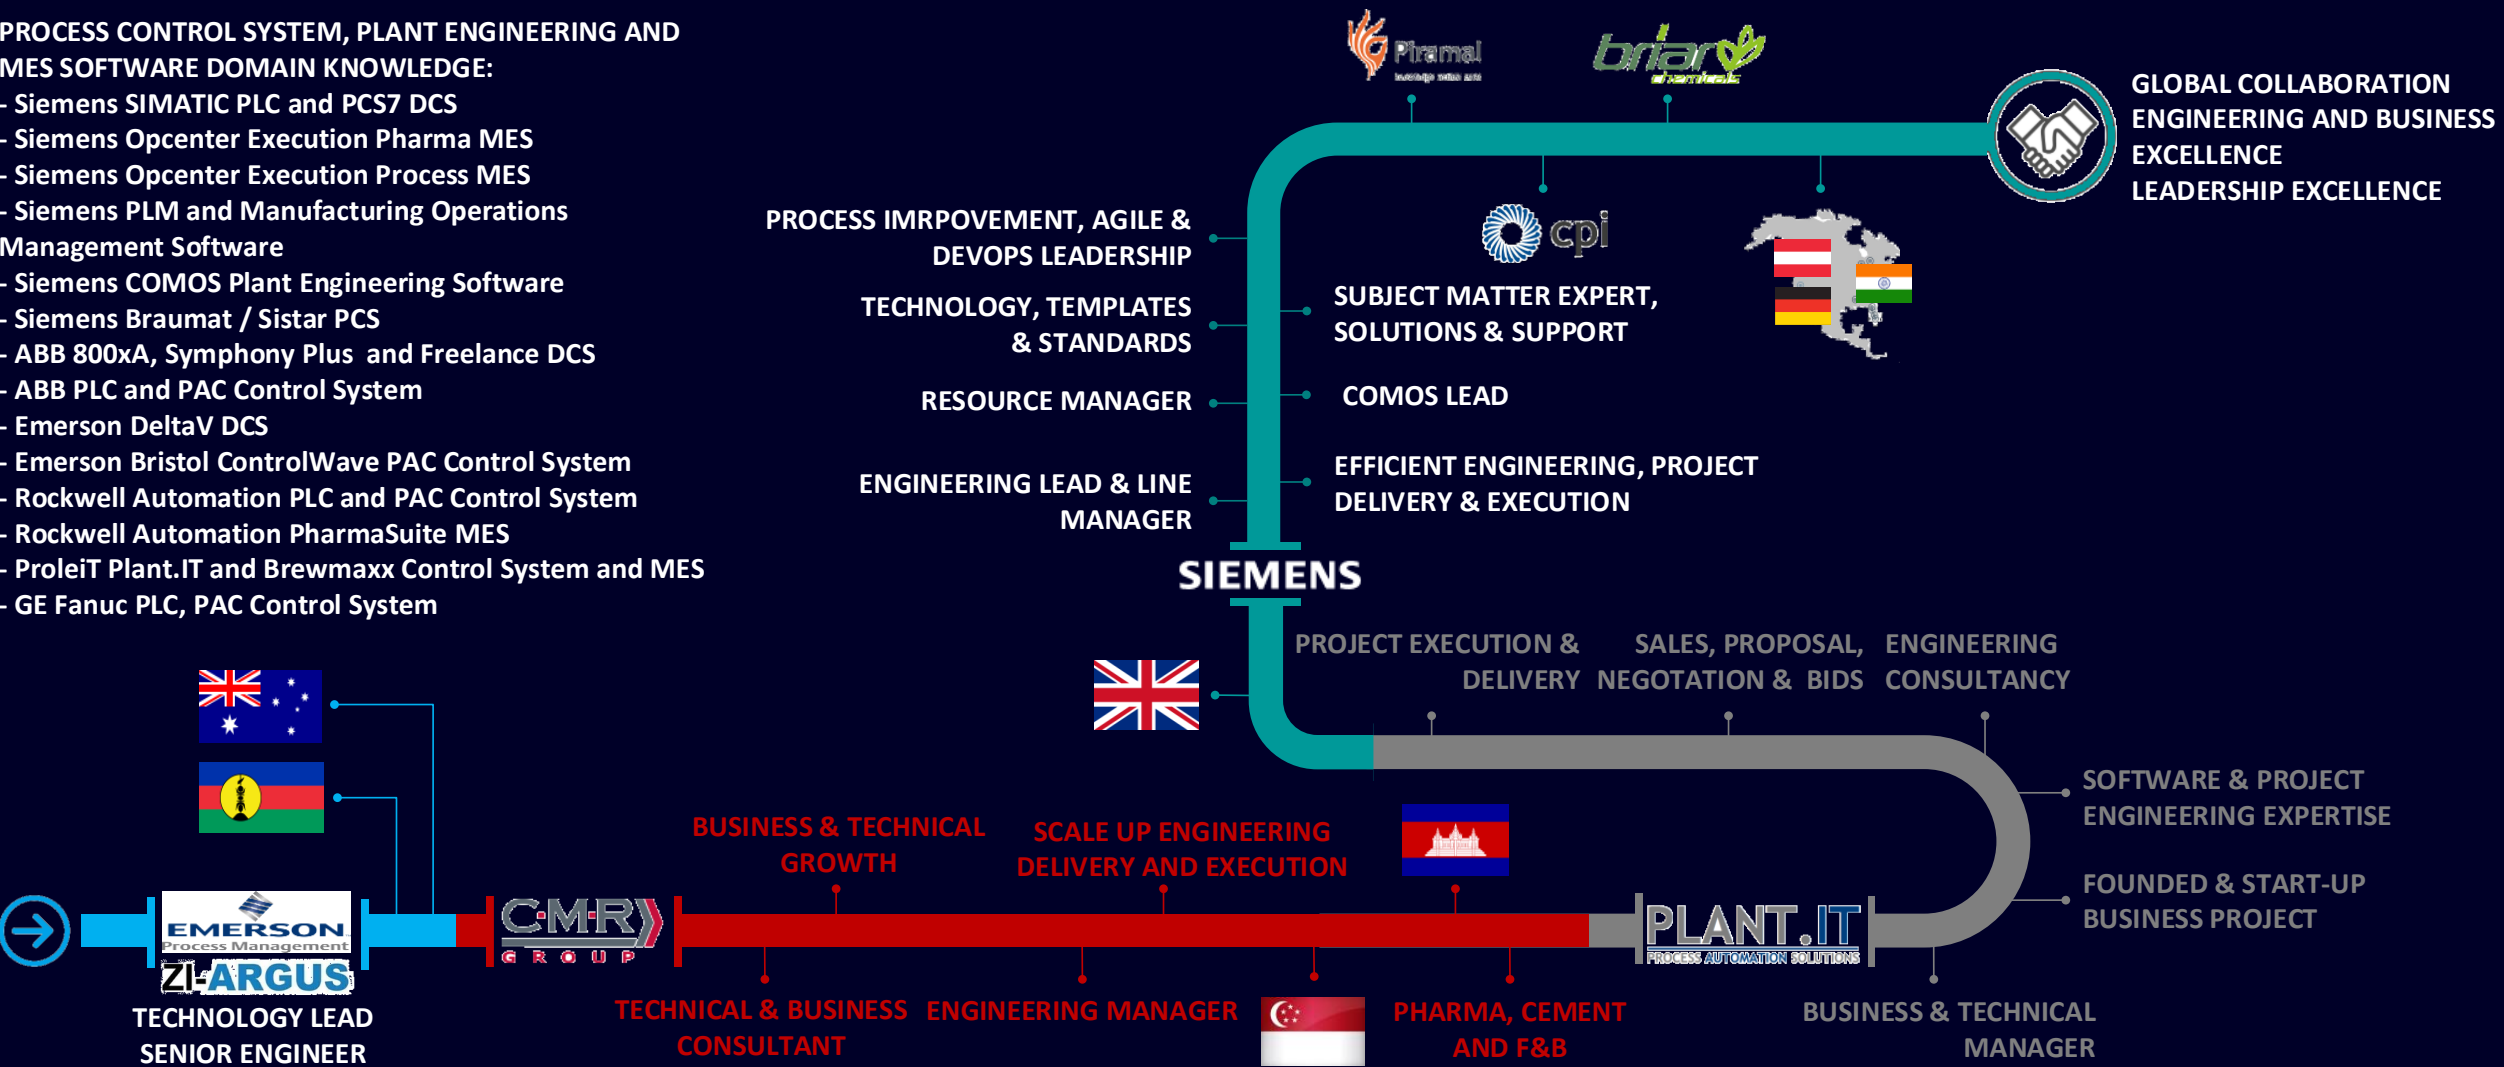 PROCESS CONTROL SYSTEM, PLANT ENGINEERING AND
MES SOFTWARE DOMAIN KNOWLEDGE:
- Siemens SIMATIC PLC and PCS7 DCS
- Siemens Opcenter Execution Pharma MES
- Siemens Opcenter Execution Process MES
- Siemens PLM and Manufacturing Operations
Management Software
- Siemens COMOS Plant Engineering Software
- Siemens Braumat / Sistar PCS
- ABB 800xA, Symphony Plus and Freelance DCS
- ABB PLC and PAC Control System
- Emerson DeltaV DCS
- Emerson Bristol ControlWave PAC Control System
- Rockwell Automation PLC and PAC Control System
- Rockwell Automation PharmaSuite MES
- ProleiT Plant.IT and Brewmaxx Control System and MES
- GE Fanuc PLC, PAC Control System
Piramal
knowledge action care
briar
chemicals
GLOBAL COLLABORATION
ENGINEERING AND BUSINESS
EXCELLENCE
LEADERSHIP EXCELLENCE
cpi
PROCESS IMRPOVEMENT, AGILE &
DEVOPS LEADERSHIP
TECHNOLOGY, TEMPLATES
& STANDARDS
RESOURCE MANAGER
ENGINEERING LEAD & LINE
MANAGER
SUBJECT MATTER EXPERT,
SOLUTIONS & SUPPORT
COMOS LEAD
EFFICIENT ENGINEERING, PROJECT
DELIVERY & EXECUTION
SIEMENS
PROJECT EXECUTION &
DELIVERY
SALES, PROPOSAL,
NEGOTATION & BIDS
ENGINEERING
CONSULTANCY
SOFTWARE & PROJECT
ENGINEERING EXPERTISE
FOUNDED & START-UP
BUSINESS PROJECT
BUSINESS & TECHNICAL
MANAGER
PLANT.IT
PROCESS AUTOMATION SOLUTIONS
BUSINESS & TECHNICAL
GROWTH
SCALE UP ENGINEERING
DELIVERY AND EXECUTION
C·M·R
GROUP
TECHNICAL & BUSINESS
CONSULTANT
ENGINEERING MANAGER
PHARMA, CEMENT
AND F&B
EMERSON
Process Management
ZI-ARGUS
TECHNOLOGY LEAD
SENIOR ENGINEER